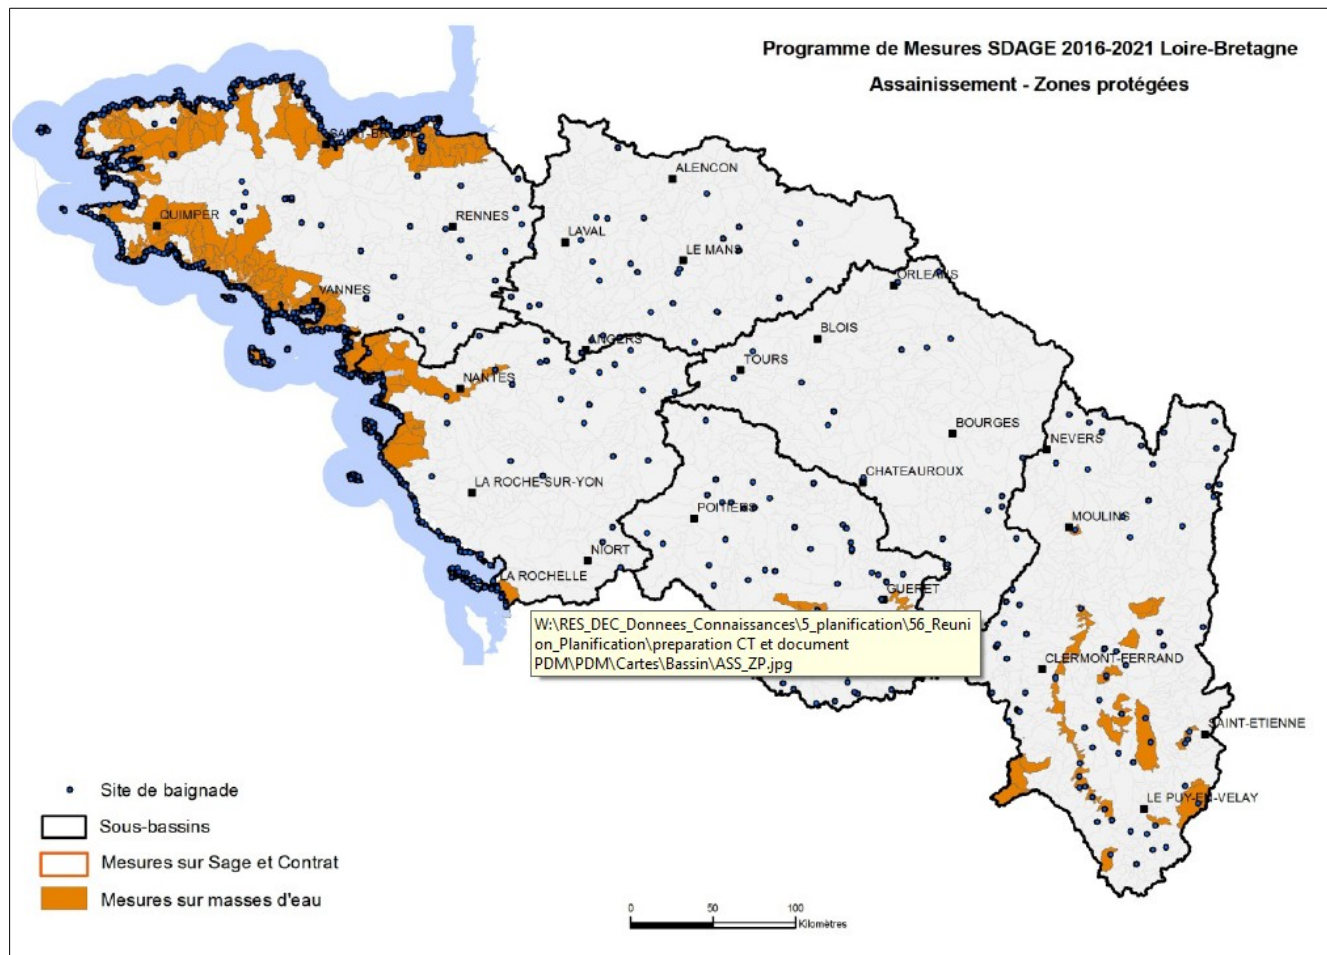 Programme de Mesures SDAGE 2016-2021 Loire-Bretagne
Assainissement - Zones protégées
ALENCON
QUIMPER
RENNES
LAVAL
LE MANS
ORLEANS
VANNES
BLOIS
ANGERS
TOURS
NANTES
BOURGES
NEVERS
CHATEAUROUX
LA ROCHE-SUR-YON
POITIERS
MOULINS
NIORT
LA ROCHELLE
GUERET
W:\RES_DEC_Donnees_Connaissances\5_planification\56_Reuni
on_Planification\preparation CT et document
PDM\PDM\Cartes\Bassin\ASS_ZP.jpg
CLERMONT-FERRAND
SAINT-ETIENNE
LE PUY-EN-VELAY
Site de baignade
Sous-bassins
Mesures sur Sage et Contrat
Mesures sur masses d'eau
0 50 100
Kilomètres